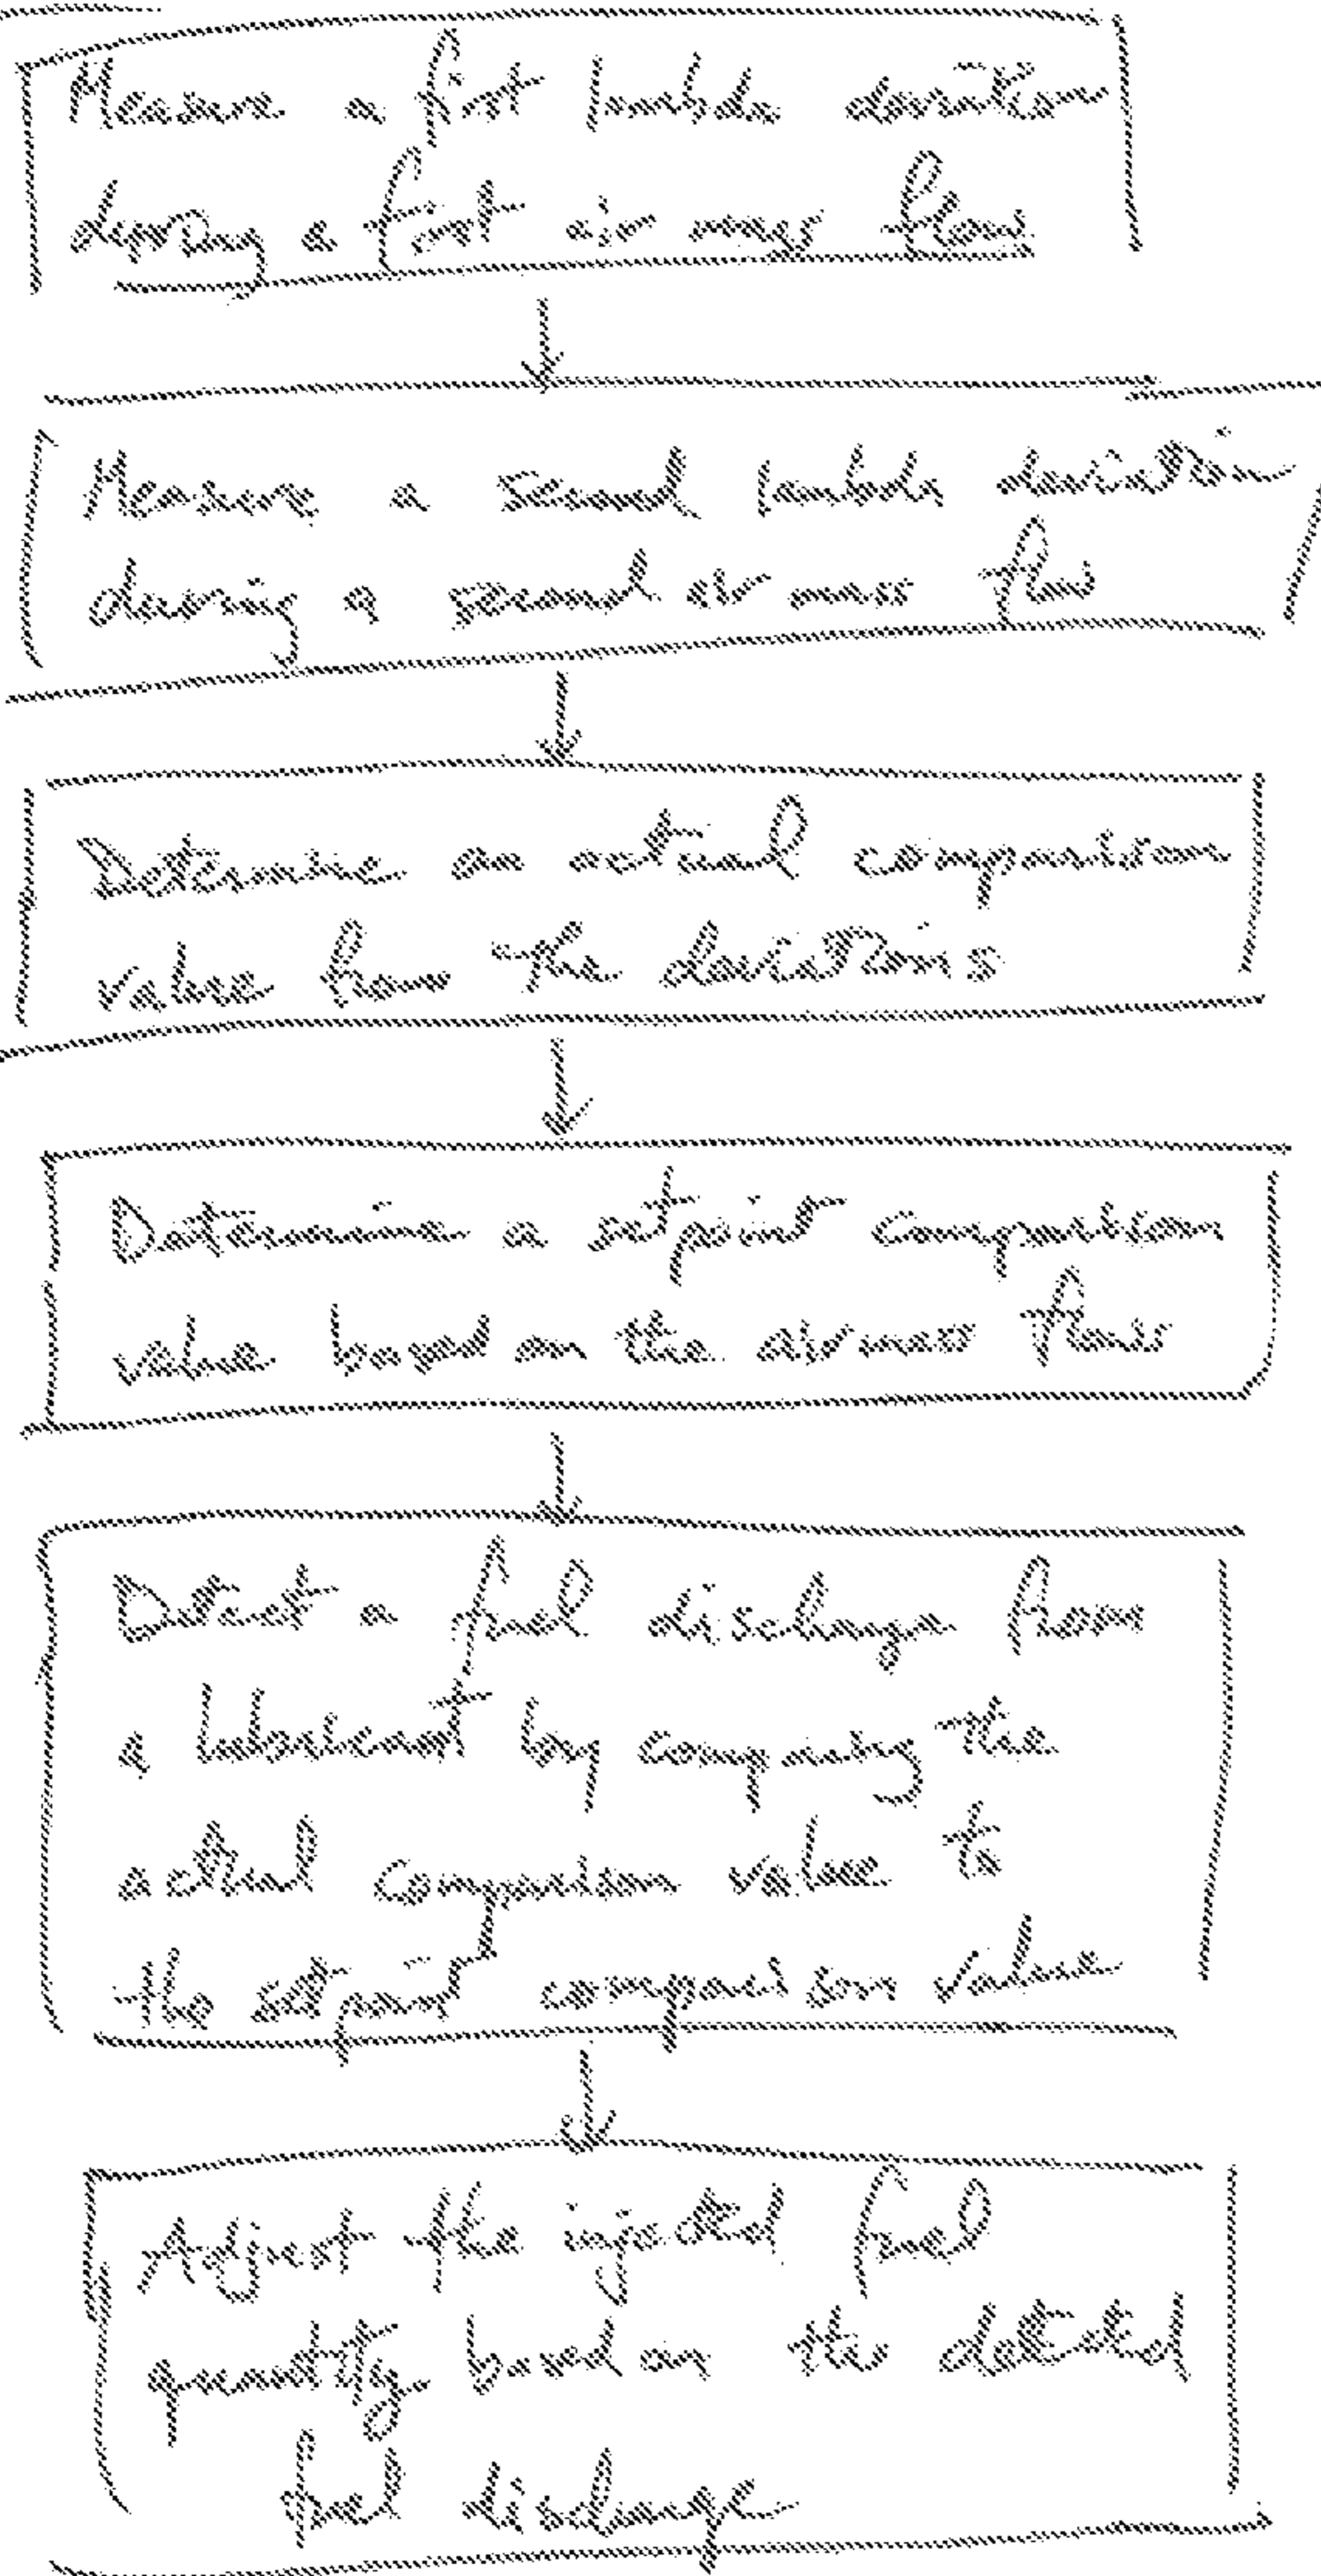 Measure a first lambda deviation
during a first air mass flow
Measure a second lambda deviation
during a second air mass flow
Determine an actual comparison
value from the deviations
Determine a setpoint comparison
value based on the air mass flows
Detect a fuel discharge from
a lubricant by comparing the
actual comparison value to
the setpoint comparison value
Adjust the injected fuel
quantity based on the detected
fuel discharge